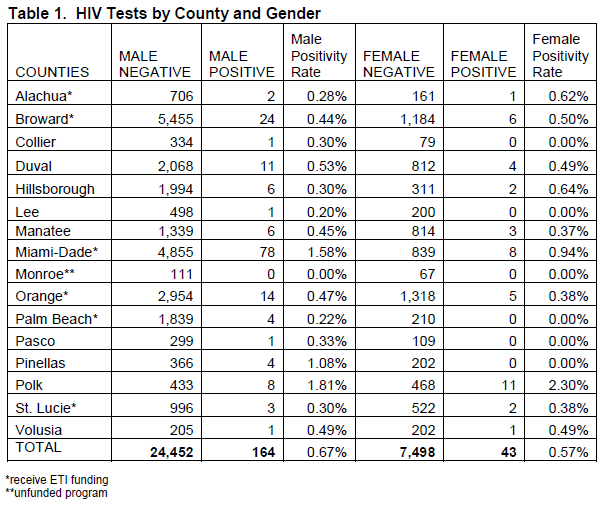 Table 1. HIV Tests by County and Gender
COUNTIES MALE NEGATIVE MALE POSITIVE Male Positivity Rate FEMALE NEGATIVE FEMALE POSITIVE Female Positivity Rate
Alachua* 706 2 0.28% 161 1 0.62%
Broward* 5,455 24 0.44% 1,184 6 0.50%
Collier 334 1 0.30% 79 0 0.00%
Duval 2,068 11 0.53% 812 4 0.49%
Hillsborough 1,994 6 0.30% 311 2 0.64%
Lee 498 1 0.20% 200 0 0.00%
Manatee 1,339 6 0.45% 814 3 0.37%
Miami-Dade* 4,855 78 1.58% 839 8 0.94%
Monroe** 111 0 0.00% 67 0 0.00%
Orange* 2,954 14 0.47% 1,318 5 0.38%
Palm Beach* 1,839 4 0.22% 210 0 0.00%
Pasco 299 1 0.33% 109 0 0.00%
Pinellas 366 4 1.08% 202 0 0.00%
Polk 433 8 1.81% 468 11 2.30%
St. Lucie* 996 3 0.30% 522 2 0.38%
Volusia 205 1 0.49% 202 1 0.49%
TOTAL 24,452 164 0.67% 7,498 43 0.57%
*receive ETI funding
**unfunded program